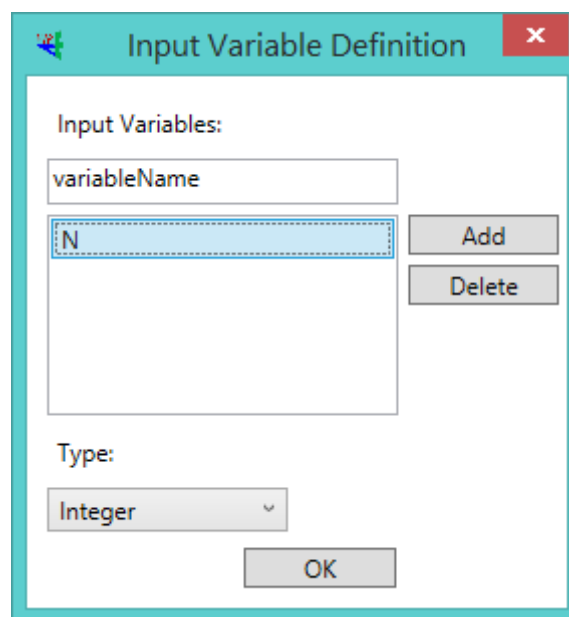 Input Variable Definition
x
Input Variables:
variableName
N
Add
Delete
Type:
Integer
OK